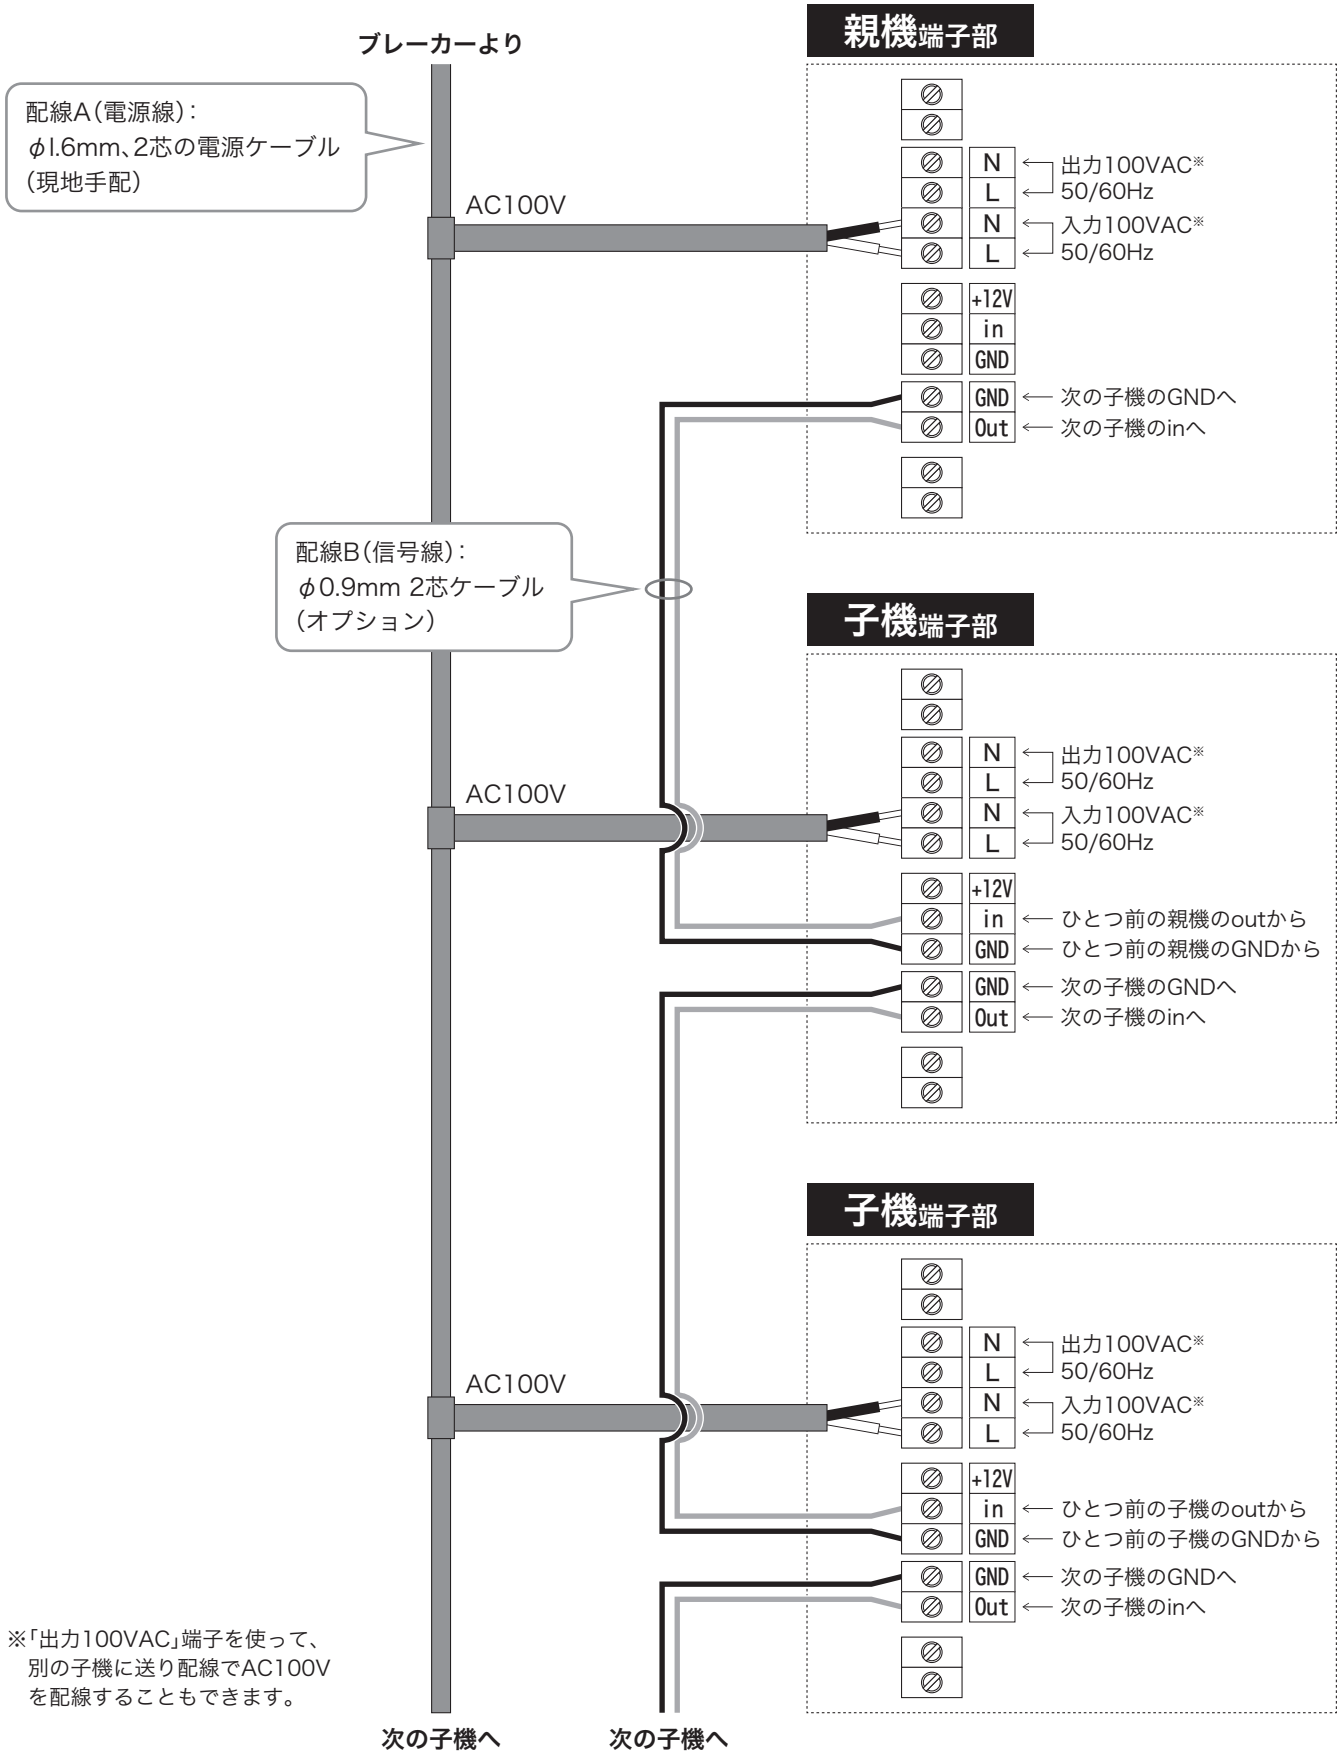 ブレーカーより
配線A(電源線):
φ1.6mm、2芯の電源ケーブル
(現地手配)
親機端子部
AC100V
N
L
N
L
出力100VAC※
50/60Hz
入力100VAC※
50/60Hz
+12V
in
GND
GND ← 次の子機のGNDへ
Out ← 次の子機のinへ
配線B(信号線):
φ0.9mm 2芯ケーブル
(オプション)
子機端子部
AC100V
N
L
N
L
出力100VAC※
50/60Hz
入力100VAC※
50/60Hz
+12V
in ← ひとつ前の親機のoutから
GND ← ひとつ前の親機のGNDから
GND ← 次の子機のGNDへ
Out ← 次の子機のinへ
子機端子部
AC100V
N
L
N
L
出力100VAC※
50/60Hz
入力100VAC※
50/60Hz
+12V
in ← ひとつ前の子機のoutから
GND ← ひとつ前の子機のGNDから
GND ← 次の子機のGNDへ
Out ← 次の子機のinへ
※「出力100VAC」端子を使って、
別の子機に送り配線でAC100V
を配線することもできます。
次の子機へ
次の子機へ